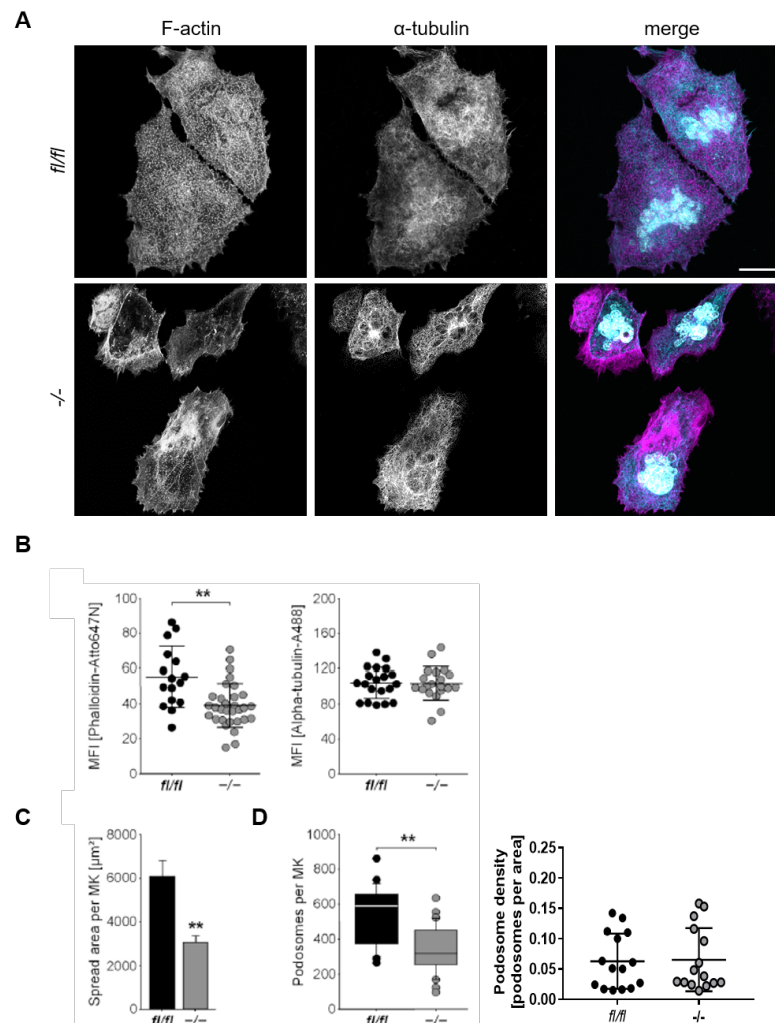 A
F-actin
α-tubulin
merge
fl/fl
-/-
B
MFI [Phalloidin-Atto647N]
100
80
60
40
20
0
**
fl/fl
−/−
MFI [Alpha-tubulin-A488]
200
160
120
80
40
0
fl/fl
−/−
C
Spread area per MK [µm²]
8000
6000
4000
2000
0
**
fl/fl
−/−
D
Podosomes per MK
1000
800
600
400
200
0
**
fl/fl
−/−
Podosome density
[podosomes per area]
0.25
0.20
0.15
0.10
0.05
0.00
fl/fl
-/-